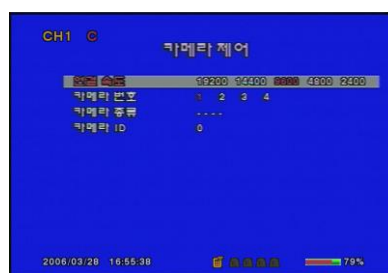 CH1 C
카메라 제어
연결 속도 19200 14400 9600 4800 2400
카메라 번호 1 2 3 4
카메라 종류 ----
카메라 ID 0
2006/03/28 16:55:38 79%